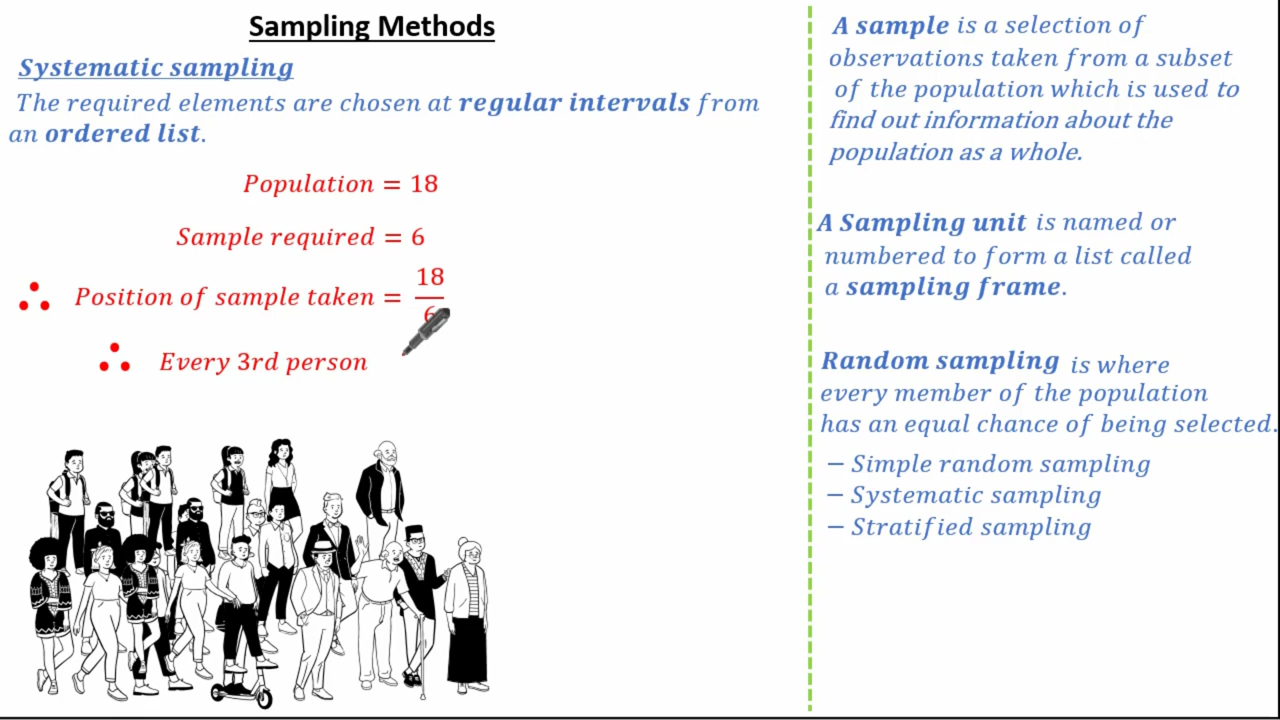 Sampling Methods
Systematic sampling
The required elements are chosen at regular intervals from
an ordered list.
Population = 18
Sample required = 6
∴ Position of sample taken = 18/6
∴ Every 3rd person
A sample is a selection of
observations taken from a subset
of the population which is used to
find out information about the
population as a whole.
A Sampling unit is named or
numbered to form a list called
a sampling frame.
Random sampling is where
every member of the population
has an equal chance of being selected.
− Simple random sampling
− Systematic sampling
− Stratified sampling